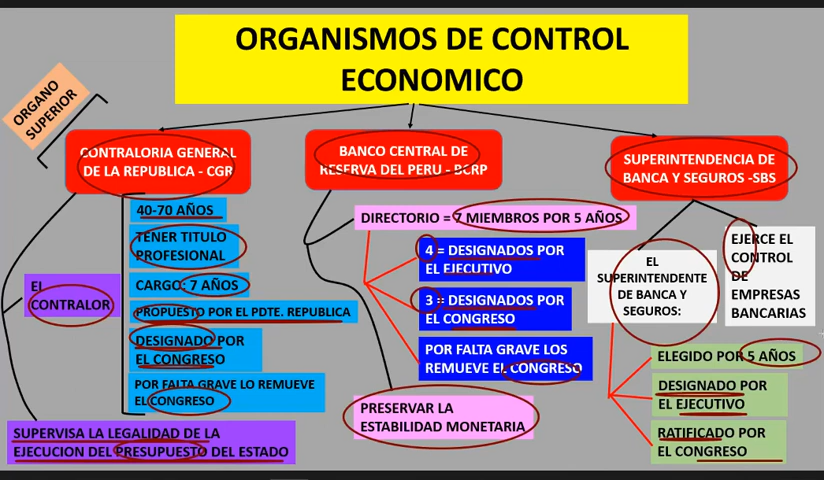 ORGANISMOS DE CONTROL
ECONOMICO
ORGANO
SUPERIOR
CONTRALORIA GENERAL
DE LA REPUBLICA - CGR
BANCO CENTRAL DE
RESERVA DEL PERU - BCRP
SUPERINTENDENCIA DE
BANCA Y SEGUROS -SBS
El
CONTRALOR
40-70 AÑOS
TENER TITULO
PROFESIONAL
CARGO: 7 AÑOS
PROPUESTO POR EL PDTE. REPUBLICA
DESIGNADO POR
EL CONGRESO
POR FALTA GRAVE LO REMUEVE
EL CONGRESO
SUPERVISA LA LEGALIDAD DE LA
EJECUCION DEL PRESUPUESTO DEL ESTADO
DIRECTORIO = 7 MIEMBROS POR 5 AÑOS
4 = DESIGNADOS POR
EL EJECUTIVO
3 = DESIGNADOS POR
EL CONGRESO
POR FALTA GRAVE LOS
REMUEVE EL CONGRESO
PRESERVAR LA
ESTABILIDAD MONETARIA
EL
SUPERINTENDENTE
DE BANCA Y
SEGUROS:
EJERCE EL
CONTROL
DE
EMPRESAS
BANCARIAS
ELEGIDO POR 5 AÑOS
DESIGNADO POR
EL EJECUTIVO
RATIFICADO POR
EL CONGRESO